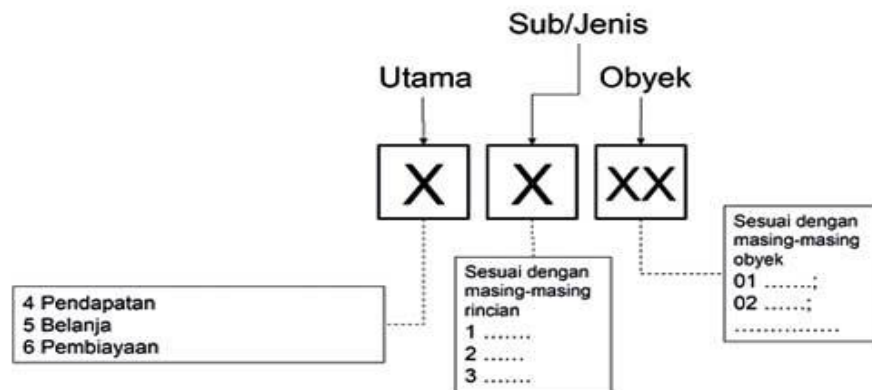 Sub/Jenis
Utama
Obyek
X
X
XX
Sesuai dengan
masing-masing
obyek
01 ......;
02 ......;
..............
Sesuai dengan
masing-masing
rincian
1 .......
2 ......
3 .......
4 Pendapatan
5 Belanja
6 Pembiayaan